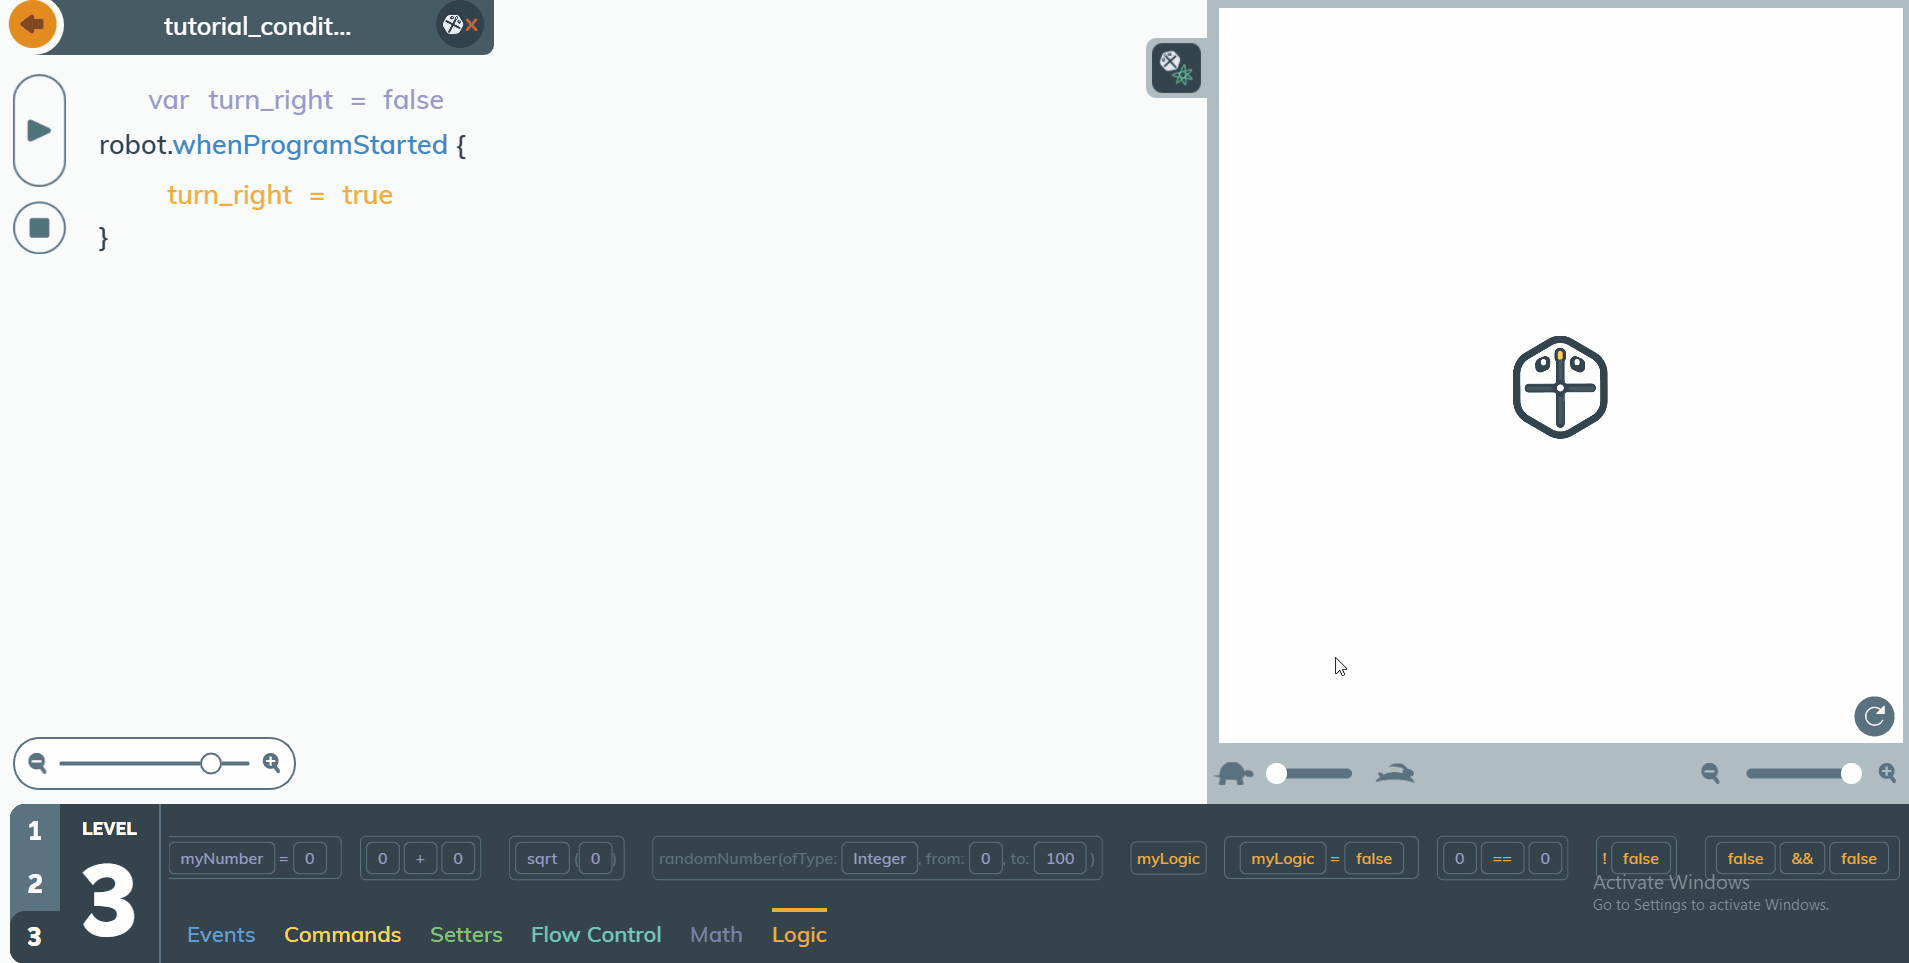 tutorial_condit...
var turn_right = false
robot.whenProgramStarted {
turn_right = true
}
1
2
3
LEVEL
3
myNumber = 0
0 + 0
sqrt ( 0 )
randomNumber(ofType: Integer , from: 0 , to: 100 )
myLogic
myLogic = false
0 == 0
! false
false && false
Activate Windows
Go to Settings to activate Windows.
Events Commands Setters Flow Control Math Logic